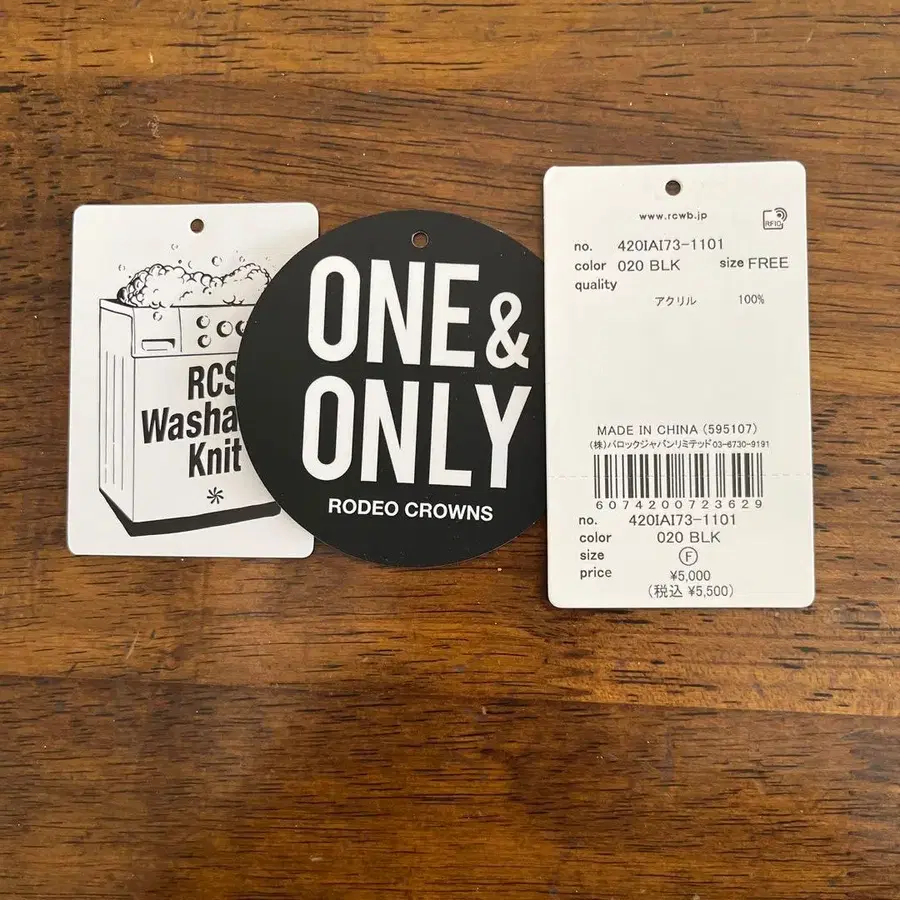 RCS
Knit
ONE &
ONLY
RODEO CROWNS
www.rcwb.jp
RFID
no. 420IAI73-1101
color 020 BLK size FREE
quality
アクリル 100%
MADE IN CHINA (595107)
(株)バロックジャパンリミテッド03-6730-9191
6074200723629
no. 420IAI73-1101
color 020 BLK
size F
price ¥5,000
(税込 ¥5,500)